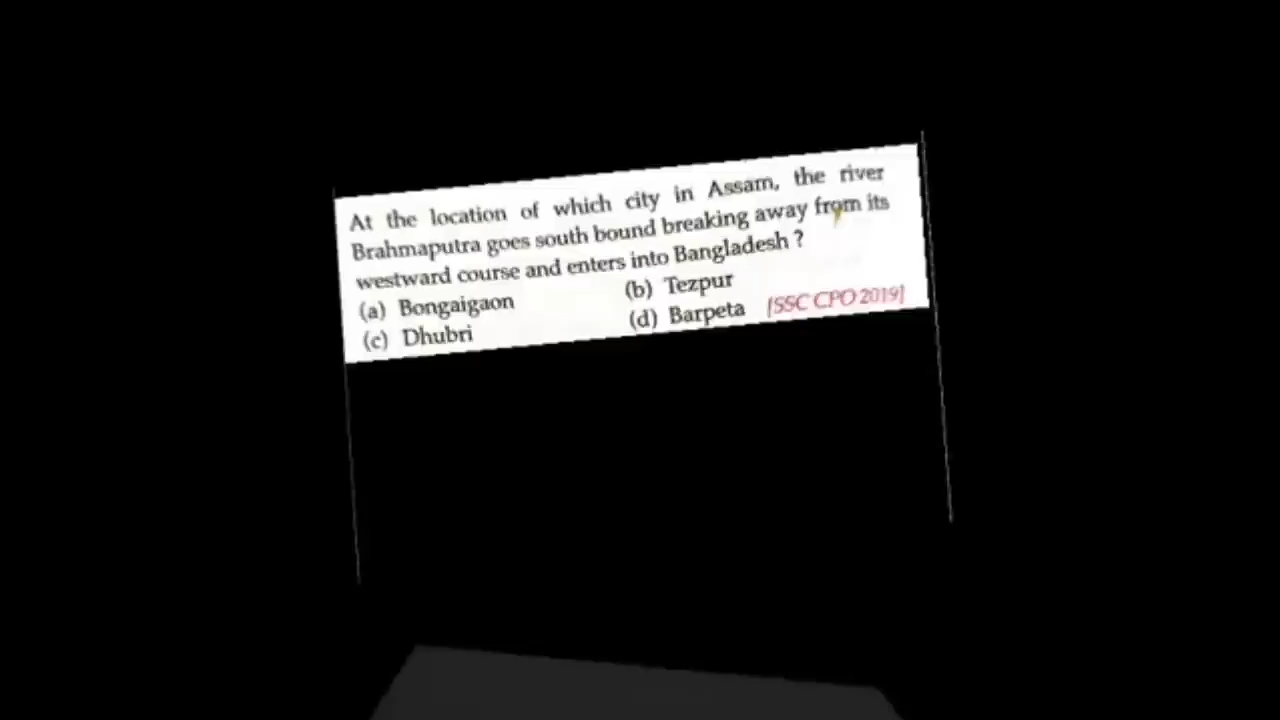 At the location of which city in Assam, the river
Brahmaputra goes south bound breaking away from its
westward course and enters into Bangladesh ?
(a) Bongaigaon (b) Tezpur
(c) Dhubri (d) Barpeta [SSC CPO 2019]